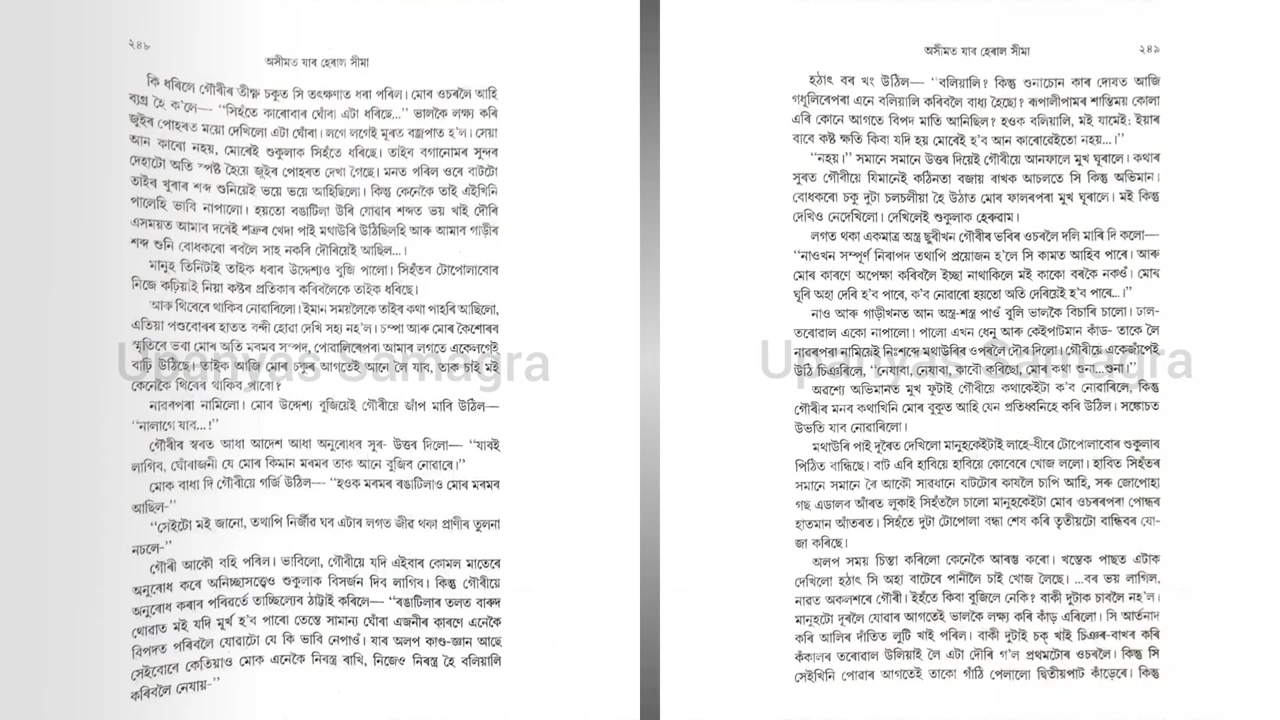 ২৪৮
অসীমত যাৰ হেৰাল সীমা
কি ধৰিলে গৌৰীৰ তীক্ষ্ণ চকুত সি তৎক্ষণাত ধৰা পৰিল। মোৰ ওচৰলৈ আহি
ব্যগ্ৰ হৈ ক’লে— “সিহঁতে কাৰোবাৰ ঘোঁৰা এটা ধৰিছে...” ভালকৈ লক্ষ্য কৰি
জুইৰ পোহৰত ময়ো দেখিলো এটা ঘোঁৰা। লগে লগেই মূৰত বজ্ৰপাত হ’ল। সেয়া
আন কাৰো নহয়, মোৰেই শুকুলাক সিহঁতে ধৰিছে। তাইৰ বগানোমৰ সুন্দৰ
দেহাটো অতি স্পষ্ট হৈয়ে জুইৰ পোহৰত দেখা গৈছে। মনত পৰিল ওৰে বাটটো
তাইৰ খুৰাৰ শব্দ শুনিয়েই ভয়ে ভয়ে আহিছিলো। কিন্তু কেনেকৈ তাই এইখিনি
পালেহি ভাবি নাপালো। হয়তো ৰঙাটিলা উৰি যোৱাৰ শব্দত ভয় খাই দৌৰি
এসময়ত আমাৰ দৰেই শত্ৰুৰ খেদা পাই মথাউৰি উঠিছিলহি আৰু আমাৰ গাড়ীৰ
শব্দ শুনি বোধকৰো ৰবলৈ সাহ নকৰি দৌৰিয়েই আছিল...।
মানুহ তিনিটাই তাইক ধৰাৰ উদ্দেশ্যও বুজি পালো। সিহঁতৰ টোপোলাবোৰ
নিজে কঢ়িয়াই নিয়া কষ্টৰ প্ৰতিকাৰ কৰিবলৈকে তাইক ধৰিছে।
আৰু থিৰেৰে থাকিব নোৱাৰিলো। ইমান সময়লৈকে তাইৰ কথা পাহৰি আছিলো,
এতিয়া পশুবোৰৰ হাতত বন্দী হোৱা দেখি সহ্য নহ’ল। চম্পা আৰু মোৰ কৈশোৰৰ
স্মৃতিৰে ভৰা মোৰ অতি মৰমৰ সম্পদ, পোৱালিৰেপৰা আমাৰ লগতে একেলগেই
বাঢ়ি উঠিছে। তাইক আজি মোৰ চকুৰ আগতেই আনে লৈ যাব, তাক চাই মই
কেনেকৈ থিৰেৰে থাকিব পাৰো?
নাৱৰপৰা নামিলো। মোৰ উদ্দেশ্য বুজিয়েই গৌৰীয়ে জাঁপ মাৰি উঠিল—
“নালাগে যাব...!”
গৌৰীৰ স্বৰত আধা আদেশ আধা অনুৰোধৰ সুৰ- উত্তৰ দিলো— “যাবই
লাগিব, ঘোঁৰাজনী যে মোৰ কিমান মৰমৰ তাক আনে বুজিব নোৱাৰে।”
মোক বাধা দি গৌৰীয়ে গৰ্জি উঠিল— “হওক মৰমৰ ৰঙাটিলাও মোৰ মৰমৰ
আছিল-”
“সেইটো মই জানো, তথাপি নিৰ্জীৱ ঘৰ এটাৰ লগত জীৱ থকা প্ৰাণীৰ তুলনা
নচলে-”
গৌৰী আকৌ বহি পৰিল। ভাবিলো, গৌৰীয়ে যদি এইবাৰ কোমল মাতেৰে
অনুৰোধ কৰে অনিচ্ছাসত্ত্বেও শুকুলাক বিসৰ্জন দিব লাগিব। কিন্তু গৌৰীয়ে
অনুৰোধ কৰাৰ পৰিৱৰ্তে তাচ্ছিল্যেৰ ঠাট্টাই কৰিলে— “ৰঙাটিলাৰ তলত বাৰুদ
থোৱাত মই যদি মূৰ্খ হ’ব পাৰো তেন্তে সামান্য ঘোঁৰা এজনীৰ কাৰণে এনেকৈ
বিপদত পৰিবলৈ যোৱাটো যে কি ভাবি নেপাওঁ। যাৰ অলপ কাণ্ড-জ্ঞান আছে
সেইবোৰে কেতিয়াও মোক এনেকৈ নিৰস্ত্ৰ ৰাখি, নিজেও নিৰস্ত্ৰ হৈ বলিয়ালি
কৰিবলৈ নেযায়-”
অসীমত যাৰ হেৰাল সীমা
২৪৯
হঠাৎ বৰ খং উঠিল— “বলিয়ালি? কিন্তু শুনাচোন কাৰ দোষত আজি
গধূলিৰেপৰা এনে বলিয়ালি কৰিবলৈ বাধ্য হৈছো? ৰূপালীপামৰ শান্তিময় কোলা
এৰি কোনে আগতে বিপদ মাতি আনিছিল? হওক বলিয়ালি, মই যামেই; ইয়াৰ
বাবে কষ্ট ক্ষতি কিবা যদি হয় মোৰেই হ’ব আন কাৰোৱেইতো নহয়...।”
“নহয়।” সমানে সমানে উত্তৰ দিয়েই গৌৰীয়ে আনফালে মুখ ঘূৰালে। কথাৰ
সুৰত গৌৰীয়ে যিমানেই কঠিনতা বজায় ৰাখক আচলতে সি কিন্তু অভিমান।
বোধকৰো চকু দুটা চলচলীয়া হৈ উঠাত মোৰ ফালৰপৰা মুখ ঘূৰালে। মই কিন্তু
দেখিও নেদেখিলো। দেখিলেই শুকুলাক হেৰুৱাম।
লগত থকা একমাত্ৰ অস্ত্ৰ ছুৰীখন গৌৰীৰ ভৰিৰ ওচৰলৈ দলি মাৰি দি কলো—
“নাওখন সম্পূৰ্ণ নিৰাপদ তথাপি প্ৰয়োজন হ’লে সি কামত আহিব পাৰে। আৰু
মোৰ কাৰণে অপেক্ষা কৰিবলৈ ইচ্ছা নাথাকিলে মই কাকো বৰকৈ নকওঁ। মোৰ
ঘূৰি অহা দেৰি হ’ব পাৰে, ক’ব নোৱাৰো হয়তো অতি দেৰিয়েই হ’ব পাৰে...।”
নাও আৰু গাড়ীখনত আন অস্ত্ৰ-শস্ত্ৰ পাওঁ বুলি ভালকৈ বিচাৰি চালো। ঢাল-
তৰোৱাল একো নাপালো। পালো এখন ধেনু আৰু কেইপাটমান কাঁড়- তাকে লৈ
নাৱৰপৰা নামিয়েই নিঃশব্দে মথাউৰিৰ ওপৰলৈ দৌৰ দিলো। গৌৰীয়ে একেজাঁপেই
উঠি চিঞৰিলে, “নেযাবা, নেযাবা, কাবৌ কৰিছো, মোৰ কথা শুনা...শুনা।”
অৱশ্যে অভিমানত মুখ ফুটাই গৌৰীয়ে কথাকেইটা ক’ব নোৱাৰিলে, কিন্তু
গৌৰীৰ মনৰ কথাখিনি মোৰ বুকুত আহি যেন প্ৰতিধ্বনিহে কৰি উঠিল। সঙ্কোচত
উভতি যাব নোৱাৰিলো।
মথাউৰি পাই দূৰৈত দেখিলো মানুহকেইটাই লাহে-ধীৰে টোপোলাবোৰ শুকুলাৰ
পিঠিত বান্ধিছে। বাট এৰি হাবিয়ে হাবিয়ে কোবেৰে খোজ ললো। হাবিত সিহঁতৰ
সমানে সমানে ৰৈ আকৌ সাৱধানে বাটটোৰ কাষলৈ চাপি আহি, সৰু জোপোহা
গছ এডালৰ আঁৰত লুকাই সিহঁতলৈ চালো মানুহকেইটা মোৰ ওচৰৰপৰা পোন্ধৰ
হাতমান আঁতৰত। সিহঁতে দুটা টোপোলা বন্ধা শেষ কৰি তৃতীয়টো বান্ধিবৰ যো-
জা কৰিছে।
অলপ সময় চিন্তা কৰিলো কেনেকৈ আৰম্ভ কৰো। খন্তেক পাছত এটাক
দেখিলো হঠাৎ সি অহা বাটেৰে পানীলৈ চাই খোজ লৈছে। ...বৰ ভয় লাগিল,
নাৱত অকলশৰে গৌৰী। ইহঁতে কিবা বুজিলে নেকি? বাকী দুটাক চাবলৈ নহ’ল।
মানুহটো দূৰলৈ যোৱাৰ আগতেই ভালকৈ লক্ষ্য কৰি কাঁড় এৰিলো। সি আৰ্তনাদ
কৰি আলিৰ দাঁতিত লুটি খাই পৰিল। বাকী দুটাই চক্ খাই চিঞৰ-বাখৰ কৰি
কঁকালৰ তৰোৱাল উলিয়াই লৈ এটা দৌৰি গ’ল প্ৰথমটোৰ ওচৰলৈ। কিন্তু সি
সেইখিনি পোৱাৰ আগতেই তাকো গাঁঠি পেলালো দ্বিতীয়পাট কাঁড়েৰে। কিন্তু
Upanyas Samagra
Upanyas Samagra